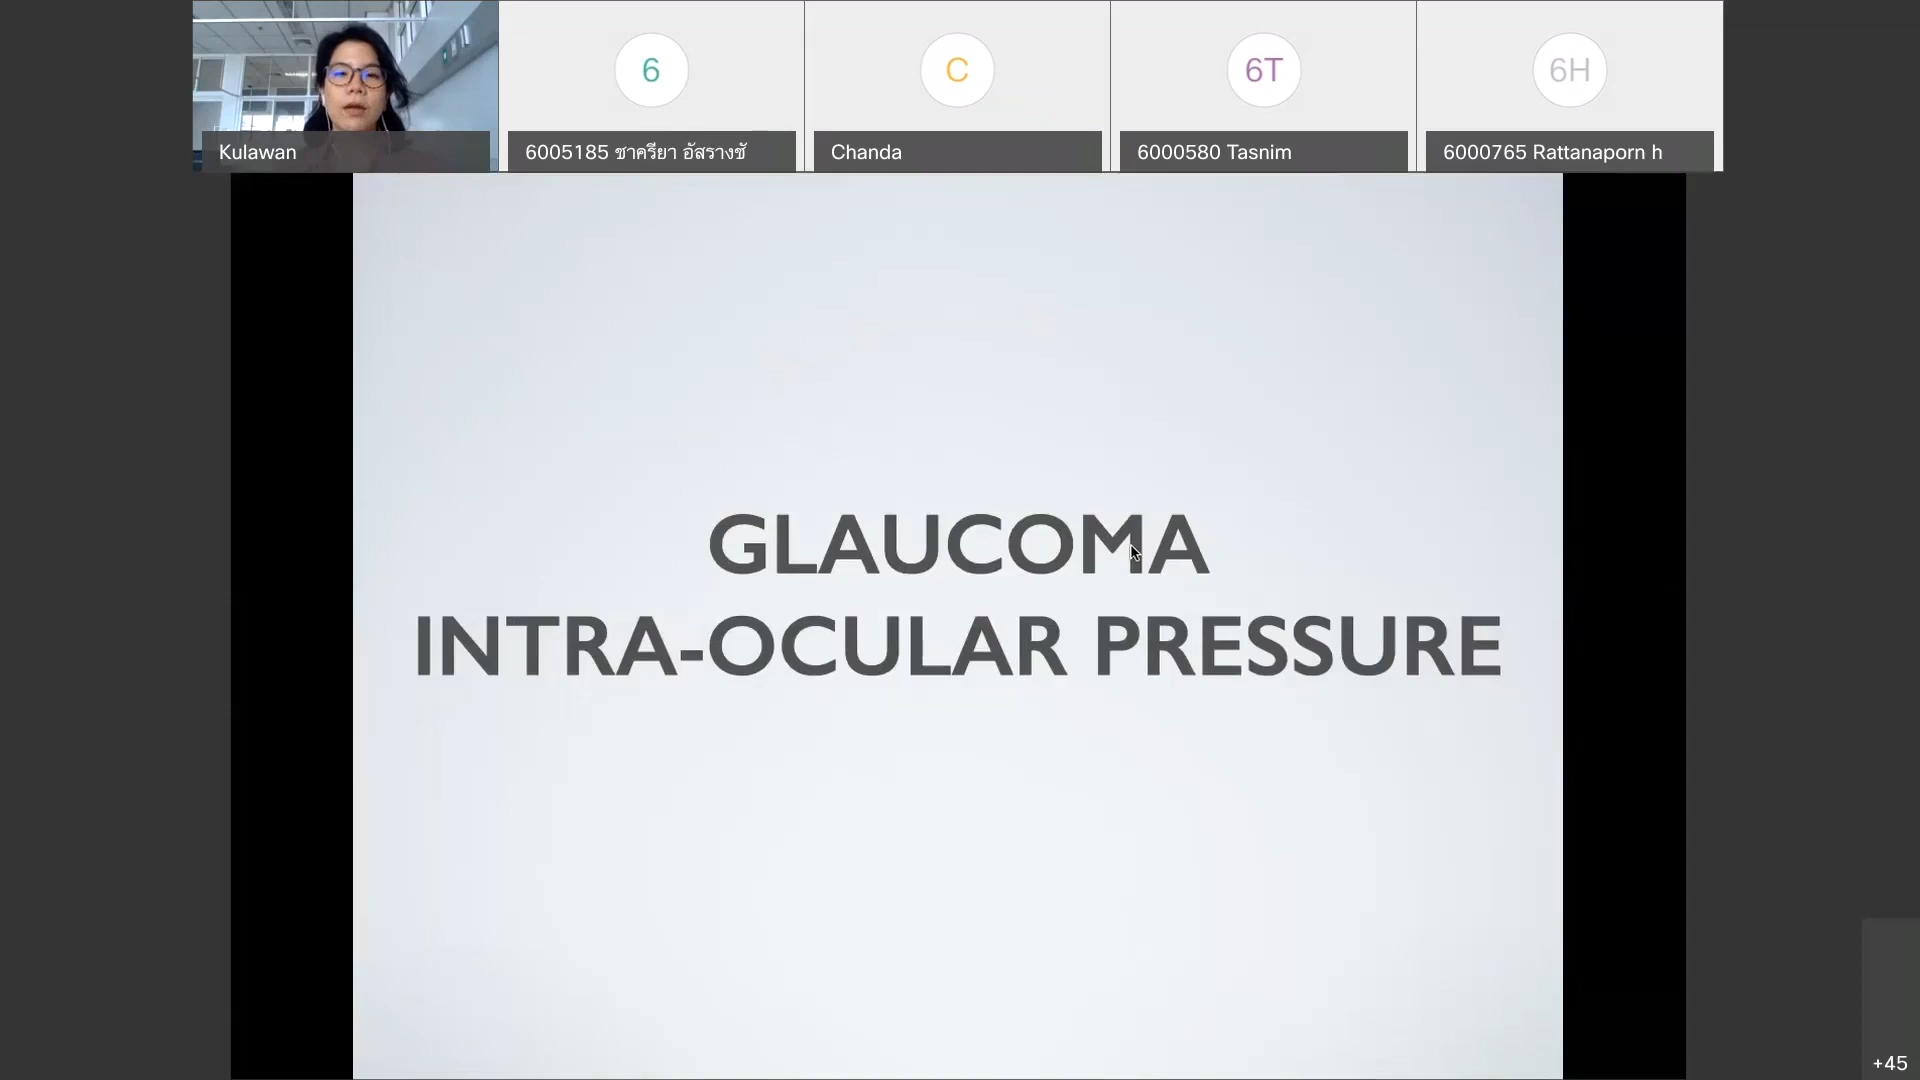 6
C
6T
6H
Kulawan
6005185 ซาครียา อัสรางชั
Chanda
6000580 Tasnim
6000765 Rattanaporn h
GLAUCOMA
INTRA-OCULAR PRESSURE
+45